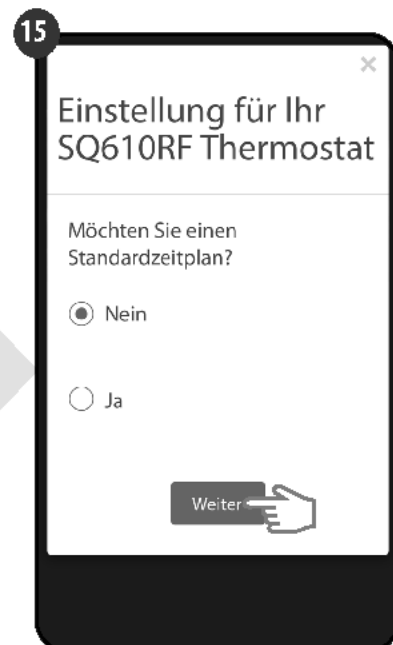 15
×
Einstellung für Ihr
SQ610RF Thermostat
Möchten Sie einen
Standardzeitplan?
Nein
Ja
Weiter